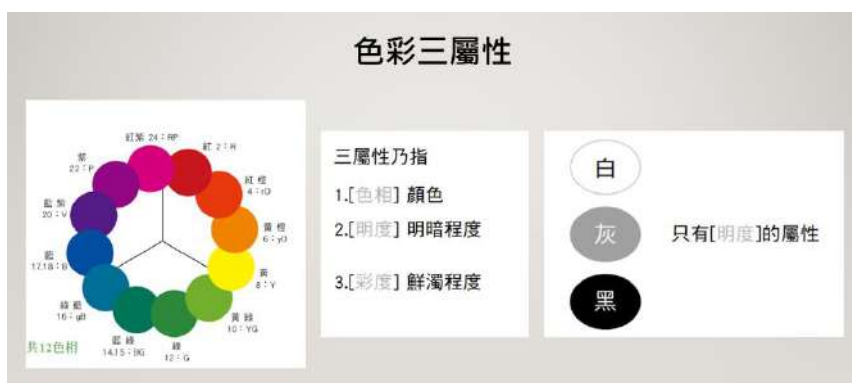 色彩三屬性
紅紫 24:RP
紅 2:R
紅橙
4:rO
黃橙
6:yO
黃
8:Y
黃綠
10:YG
綠
12:G
藍綠
14.15:BG
綠藍
16:gB
藍
17.18:B
藍紫
20:V
紫
22:P
共12色相
三屬性乃指
1.[色相] 顏色
2.[明度] 明暗程度
3.[彩度] 鮮濁程度
白
灰
黑
只有[明度]的屬性